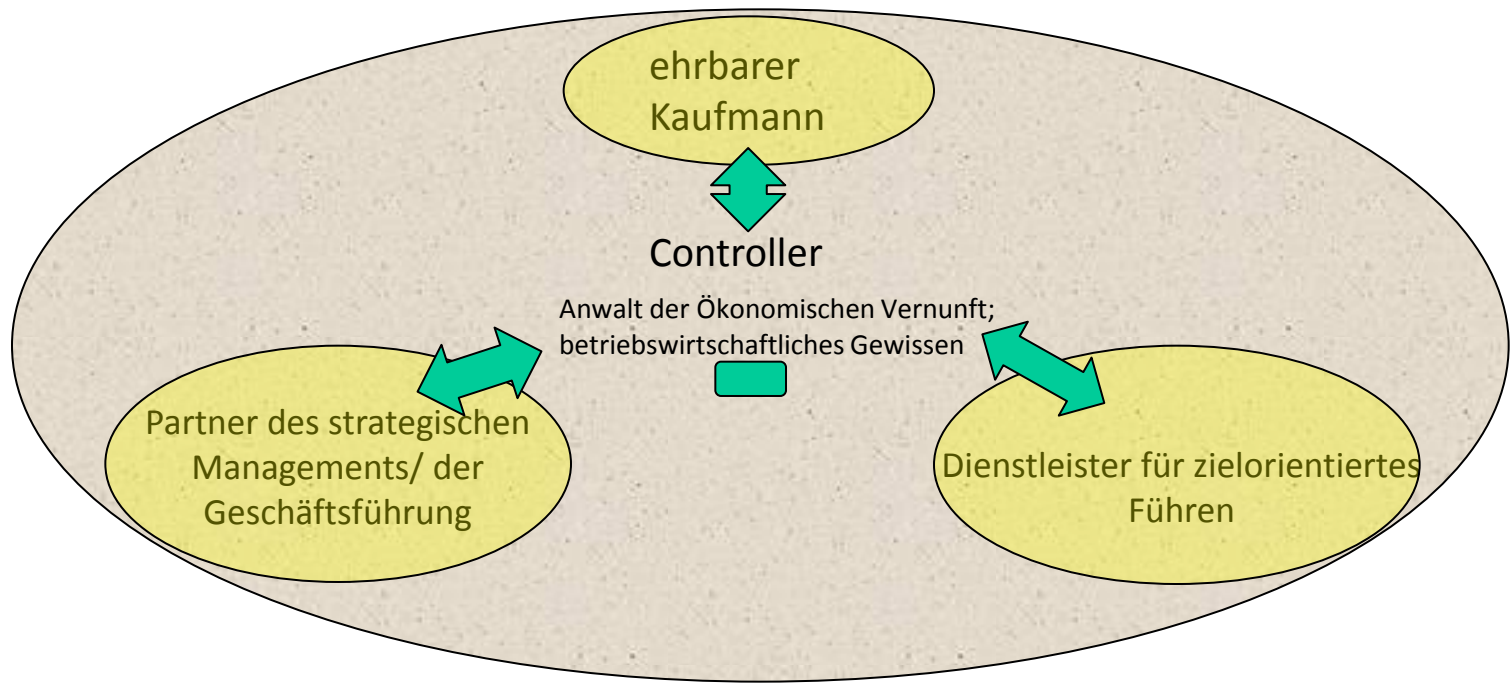 ehrbarer
Kaufmann
Controller
Anwalt der Ökonomischen Vernunft;
betriebswirtschaftliches Gewissen
Partner des strategischen
Managements/ der
Geschäftsführung
Dienstleister für zielorientiertes
Führen